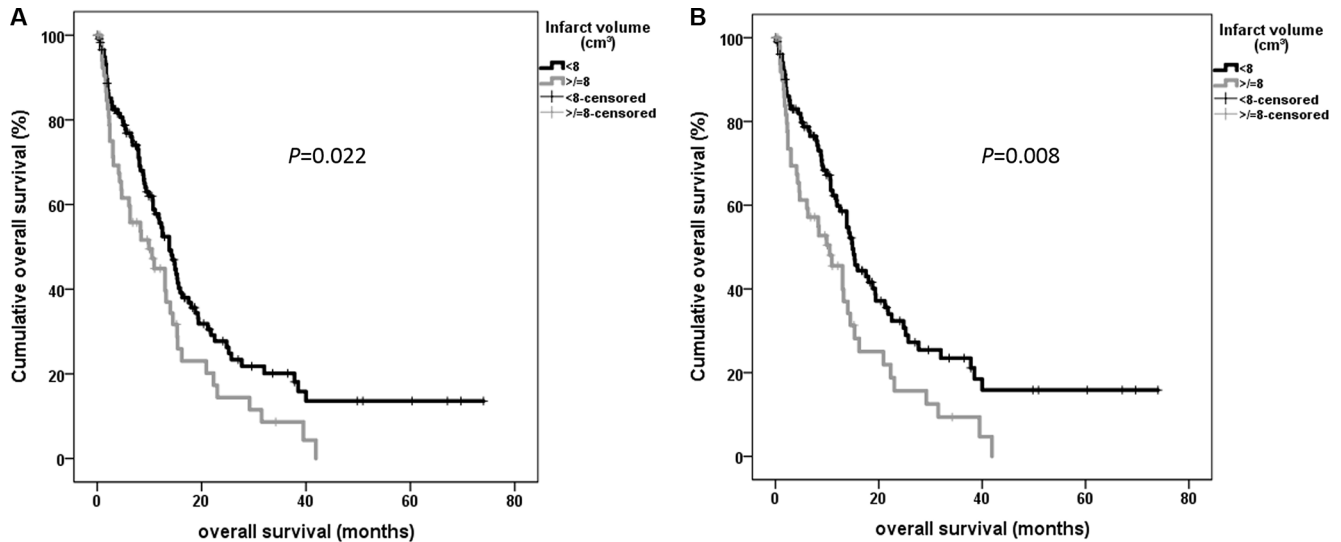 A
Cumulative overall survival (%)
100
80
60
40
20
0
0 20 40 60 80
overall survival (months)
P=0.022
Infarct volume
(cm³)
<8
>/=8
<8-censored
>/=8-censored
B
Cumulative overall survival (%)
100
80
60
40
20
0
0 20 40 60 80
overall survival (months)
P=0.008
Infarct volume
(cm³)
<8
>/=8
<8-censored
>/=8-censored